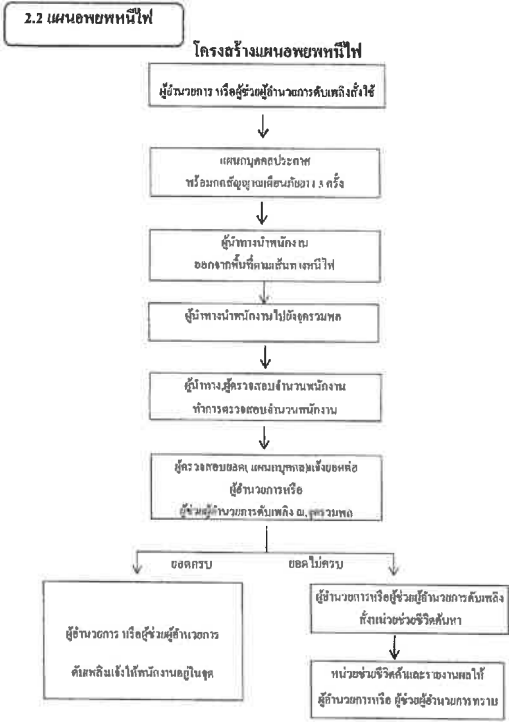 2.2 แผนอพยพหนีไฟ
โครงสร้างแผนอพยพหนีไฟ
ผู้อำนวยการ หรือผู้ช่วยผู้อำนวยการดับเพลิงสั่งใช้
แผนกบุคคลประกาศ
พร้อมกดสัญญาณเตือนภัยยาว 3 ครั้ง
ผู้นำทางนำพนักงาน
ออกจากพื้นที่ตามเส้นทางหนีไฟ
ผู้นำทางนำพนักงานไปยังจุดรวมพล
ผู้นำทาง,ผู้ตรวจสอบจำนวนพนักงาน
ทำการตรวจสอบจำนวนพนักงาน
ผู้ตรวจสอบยอด( แผนกบุคคล)แจ้งยอดต่อ
ผู้อำนวยการหรือ
ผู้ช่วยผู้อำนวยการดับเพลิง ณ.จุดรวมพล
ยอดครบ ยอดไม่ครบ
ผู้อำนวยการ หรือผู้ช่วยผู้อำนวยการ
ดับเพลิงแจ้งให้พนักงานอยู่ในจุด
ผู้อำนวยการหรือผู้ช่วยผู้อำนวยการดับเพลิง
สั่งหน่วยช่วยชีวิตค้นหา
หน่วยช่วยชีวิตค้นและรายงานผลให้
ผู้อำนวยการหรือ ผู้ช่วยผู้อำนวยการทราบ